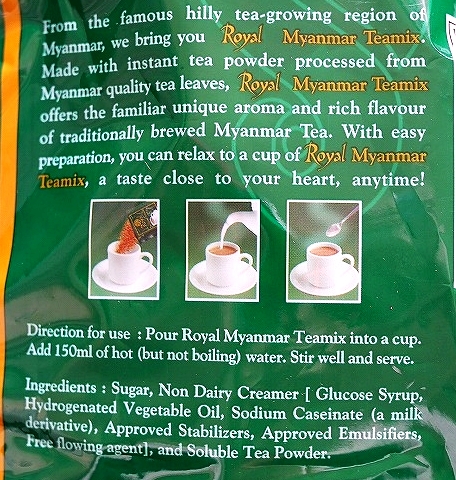 From the famous hilly tea-growing region of
Myanmar, we bring you Royal Myanmar Teamix.
Made with instant tea powder processed from
Myanmar quality tea leaves, Royal Myanmar Teamix
offers the familiar unique aroma and rich flavour
of traditionally brewed Myanmar Tea. With easy
preparation, you can relax to a cup of Royal Myanmar
Teamix, a taste close to your heart, anytime!
Direction for use : Pour Royal Myanmar Teamix into a cup.
Add 150ml of hot (but not boiling) water. Stir well and serve.
Ingredients : Sugar, Non Dairy Creamer [ Glucose Syrup,
Hydrogenated Vegetable Oil, Sodium Caseinate (a milk
derivative), Approved Stabilizers, Approved Emulsifiers,
Free flowing agent], and Soluble Tea Powder.